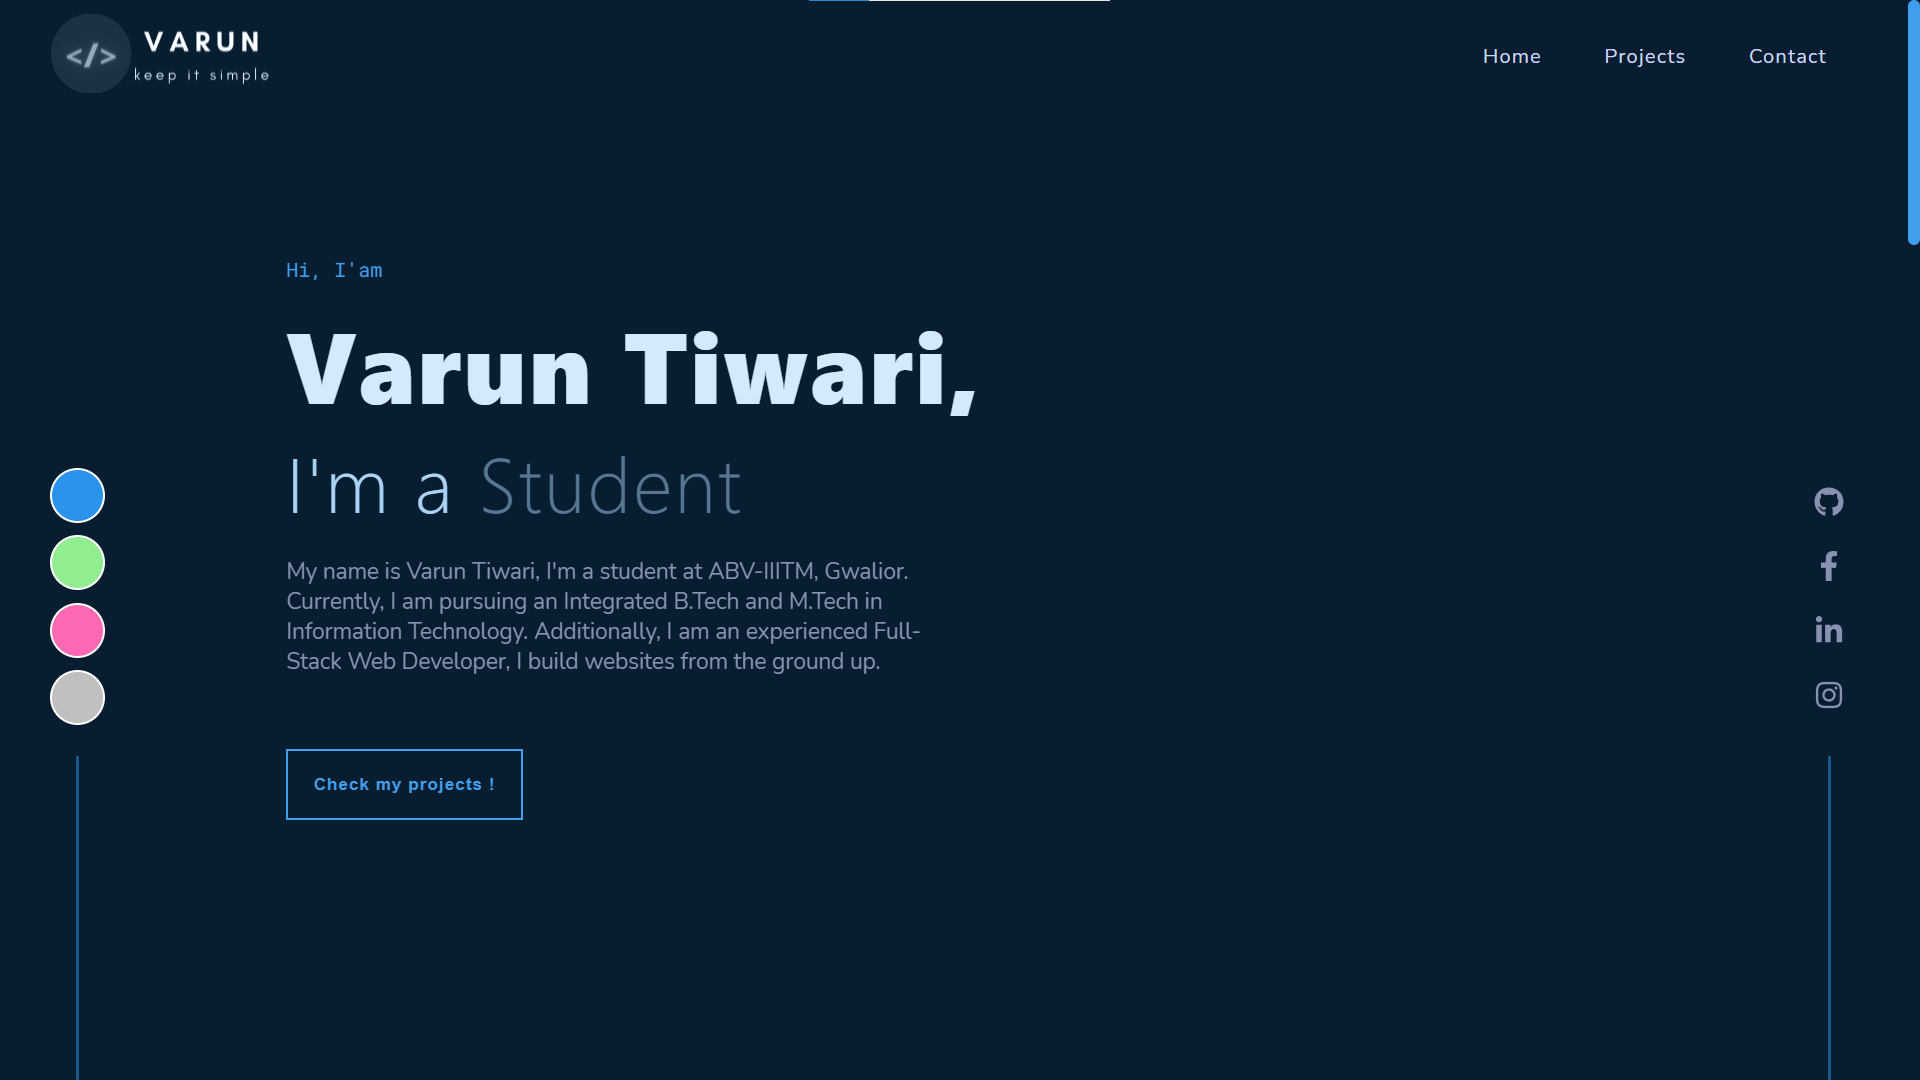 </>
VARUN
keep it simple
Home
Projects
Contact
Hi, I'am
Varun Tiwari,
I'm a Student
My name is Varun Tiwari, I'm a student at ABV-IIITM, Gwalior.
Currently, I am pursuing an Integrated B.Tech and M.Tech in
Information Technology. Additionally, I am an experienced Full-
Stack Web Developer, I build websites from the ground up.
Check my projects !